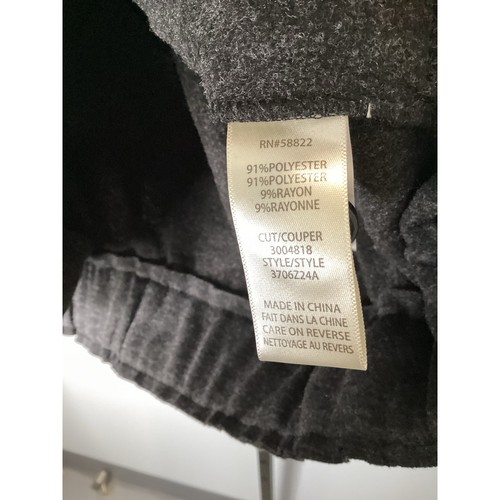 RN#58822
91%POLYESTER
91%POLYESTER
9%RAYON
9%RAYONNE
CUT/COUPER
3004818
STYLE/STYLE
3706Z24A
MADE IN CHINA
FAIT DANS LA CHINE
CARE ON REVERSE
NETTOYAGE AU REVERS